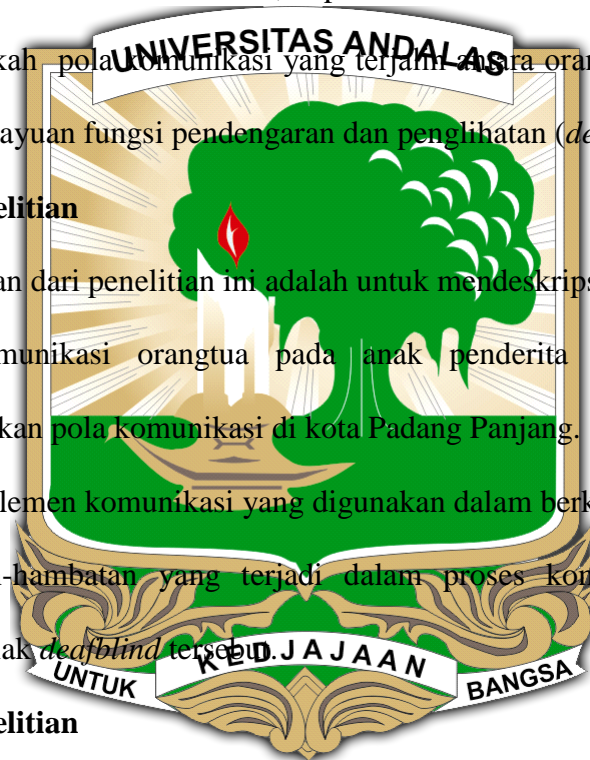 UNIVERSITAS ANDALAS
kah pola komunikasi yang terjalin antara oran
ayuan fungsi pendengaran dan penglihatan (de
elitian
an dari penelitian ini adalah untuk mendeskrips
munikasi orangtua pada anak penderita
kan pola komunikasi di kota Padang Panjang.
lemen komunikasi yang digunakan dalam berk
-hambatan yang terjadi dalam proses kom
ak deafblind tersebut.
UNTUK KEDJAJAAN BANGSA
elitian